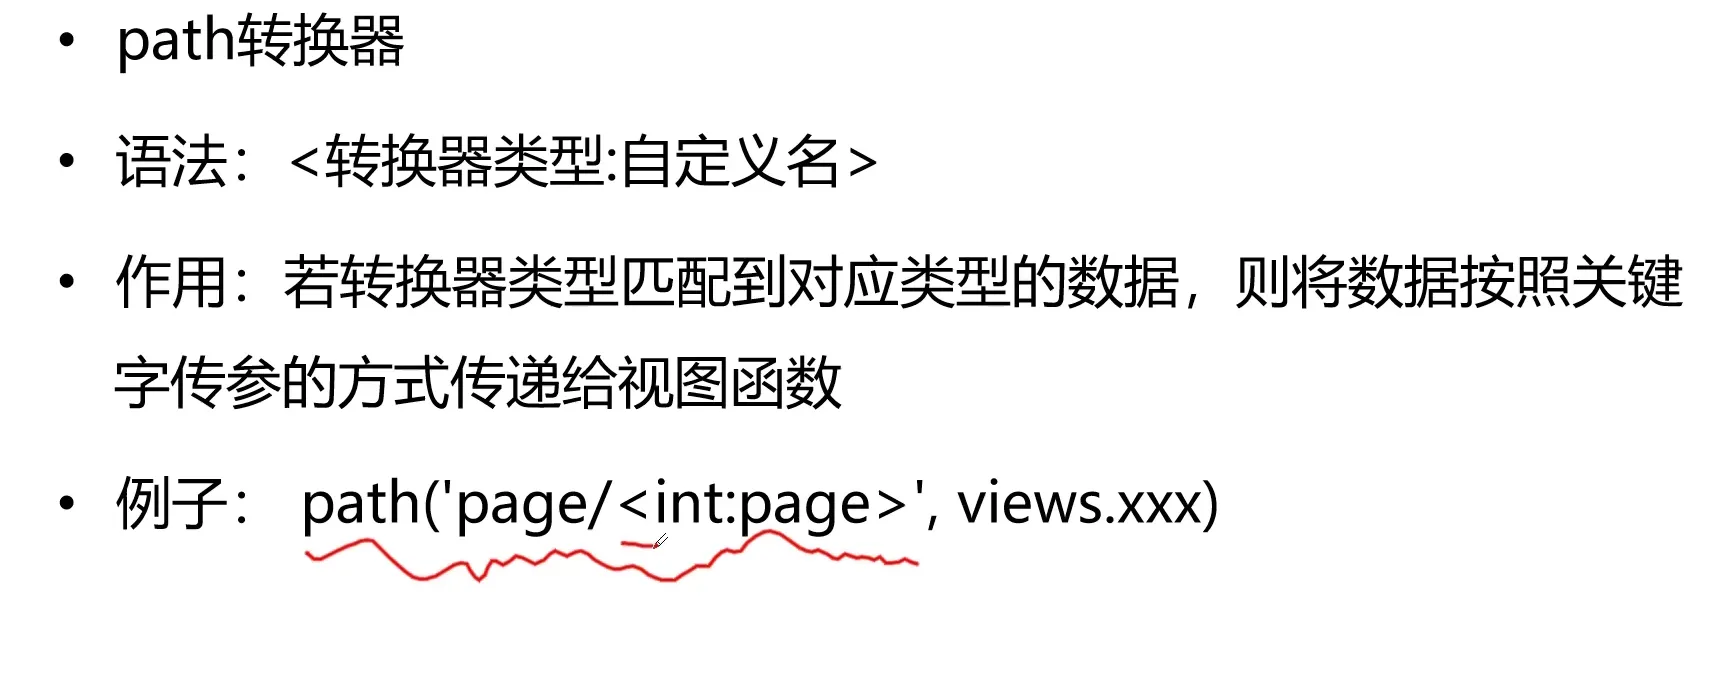 • path转换器
• 语法：<转换器类型:自定义名>
• 作用：若转换器类型匹配到对应类型的数据，则将数据按照关键
字传参的方式传递给视图函数
• 例子： path('page/<int:page>', views.xxx)